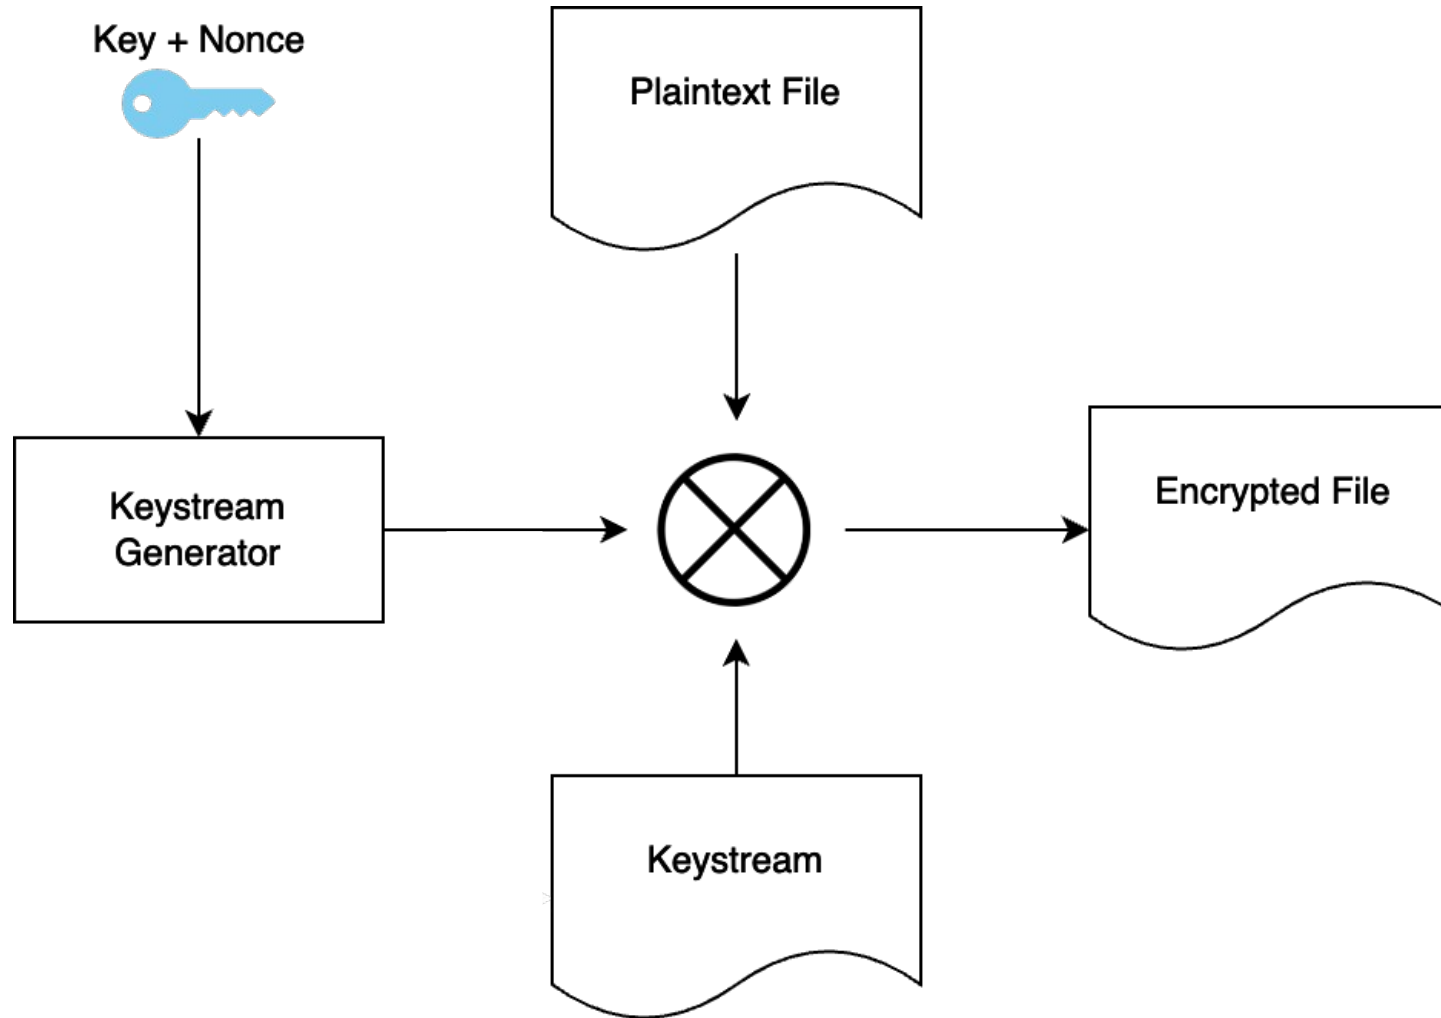 Key + Nonce
Plaintext File
Keystream
Generator
Encrypted File
Keystream